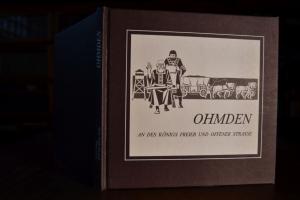 OHMDEN
AN DES KÖNIGS FREIER UND OFFENER STRASSE
OHMDEN